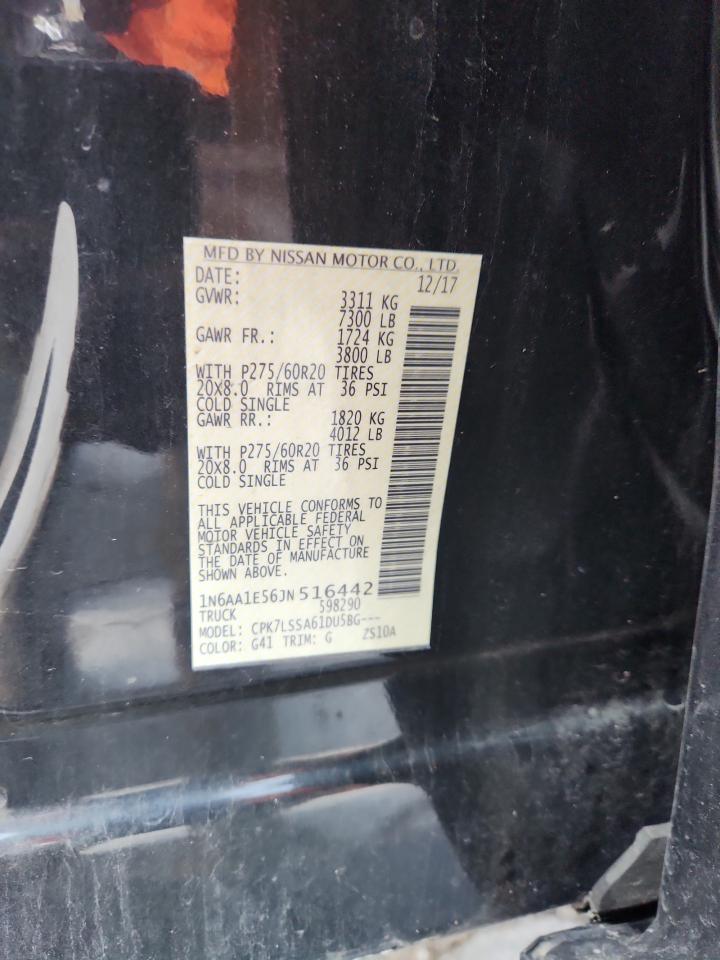 MFD BY NISSAN MOTOR CO., LTD.
DATE: 12/17
GVWR: 3311 KG
7300 LB
GAWR FR.: 1724 KG
3800 LB
WITH P275/60R20 TIRES
20X8.0 RIMS AT 36 PSI
COLD SINGLE
GAWR RR.: 1820 KG
4012 LB
WITH P275/60R20 TIRES
20X8.0 RIMS AT 36 PSI
COLD SINGLE
THIS VEHICLE CONFORMS TO
ALL APPLICABLE FEDERAL
MOTOR VEHICLE SAFETY
STANDARDS IN EFFECT ON
THE DATE OF MANUFACTURE
SHOWN ABOVE.
1N6AA1E56JN516442
TRUCK 598290
MODEL: CPK7LSSA61DU5BG---
COLOR: G41 TRIM: G ZS10A